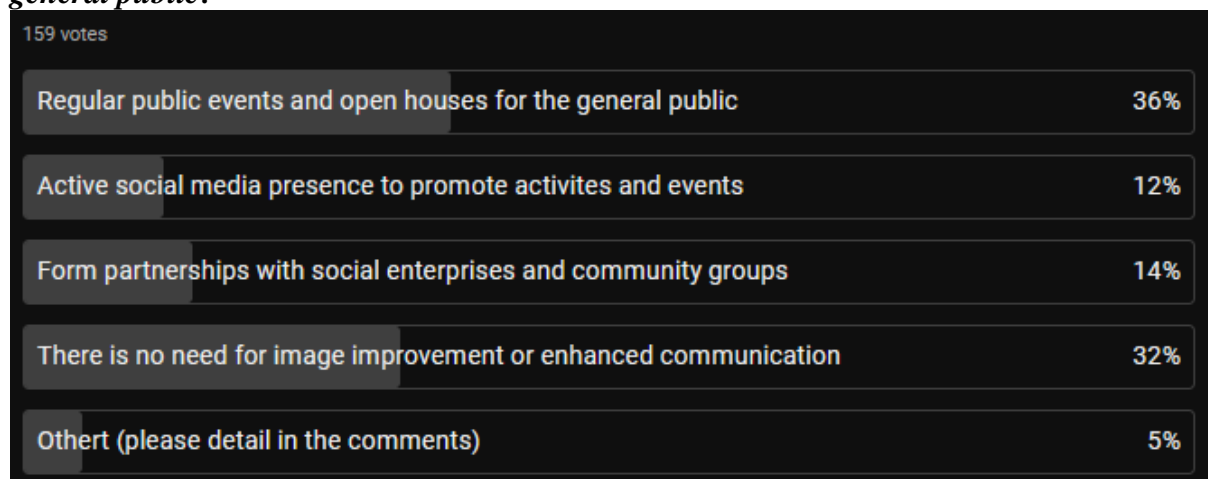 general public?
159 votes
Regular public events and open houses for the general public 36%
Active social media presence to promote activites and events 12%
Form partnerships with social enterprises and community groups 14%
There is no need for image improvement or enhanced communication 32%
Othert (please detail in the comments) 5%